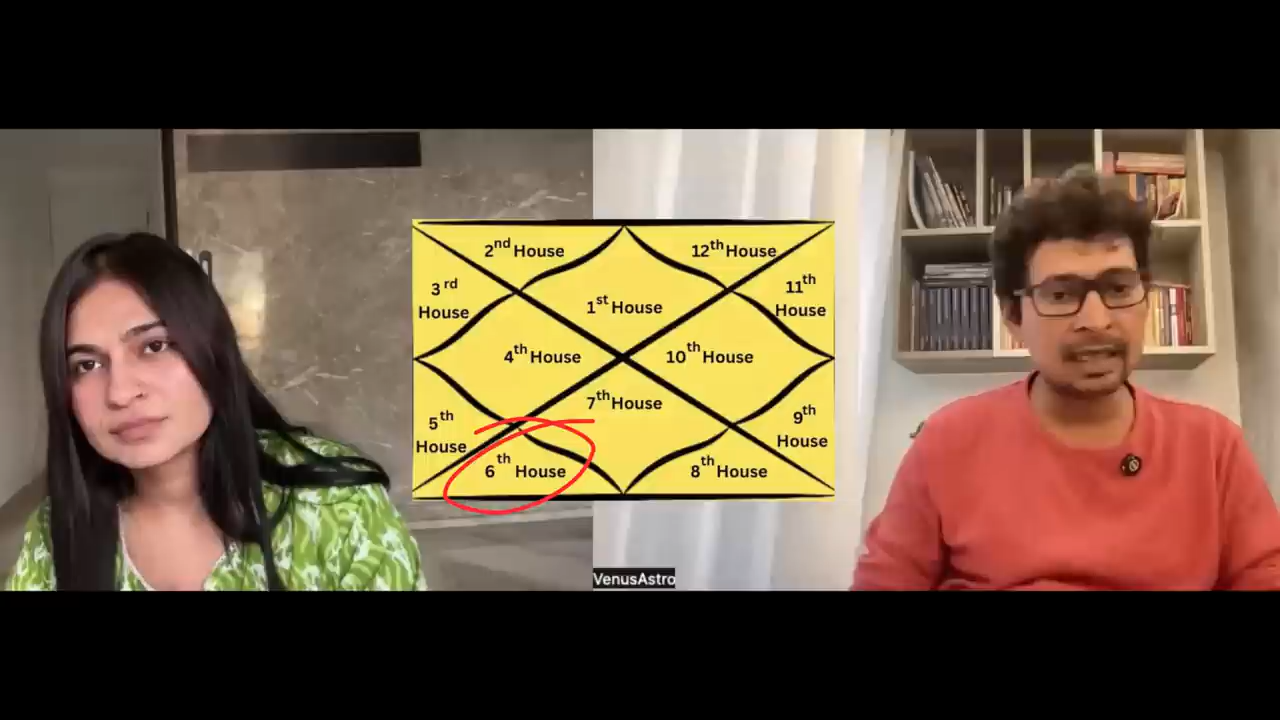 2nd House
12th House
3rd
House
1st House
11th
House
4th House
10th House
7th House
5th
House
9th
House
6th House
8th House
VenusAstro